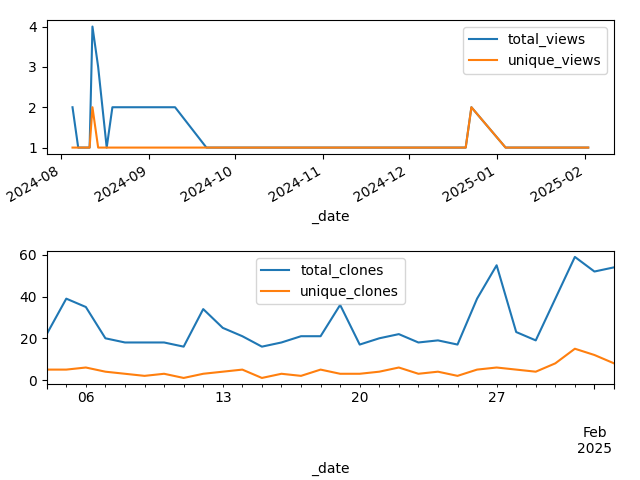 4
3
2
1
total_views
unique_views
2024-08
2024-09
2024-10
2024-11
2024-12
2025-01
2025-02
_date
60
40
20
0
total_clones
unique_clones
06
13
20
27
Feb
2025
_date